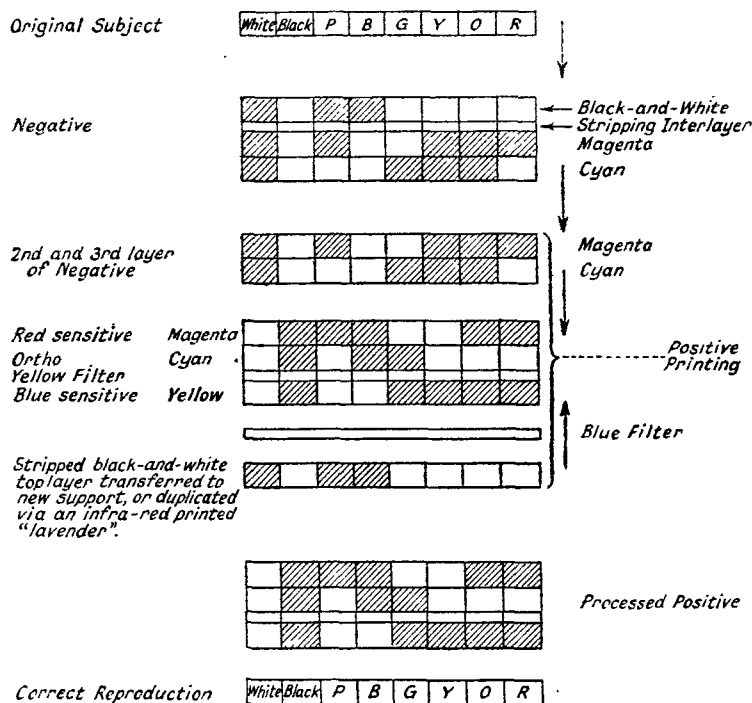 Original Subject
White Black P B G Y O R
Negative
Black-and-White
Stripping Interlayer
Magenta
Cyan
2nd and 3rd layer
of Negative
Magenta
Cyan
Red sensitive Magenta
Ortho Cyan
Yellow Filter
Blue sensitive Yellow
Positive
Printing
Blue Filter
Stripped black-and-white
top layer transferred to
new support, or duplicated
via an infra-red printed
"lavender".
Processed Positive
Correct Reproduction
White Black P B G Y O R